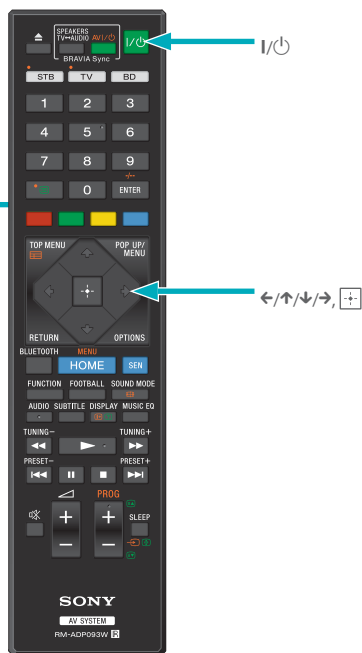 SPEAKERS
TV↔AUDIO AV I/⏻ I/⏻
BRAVIA Sync
I/⏻
STB TV BD
1 2 3
4 5 6
7 8 9
-/--
0 ENTER
TOP MENU POP UP/
MENU
←/↑/↓/→,
RETURN OPTIONS
BLUETOOTH MENU
HOME SEN
FUNCTION FOOTBALL SOUND MODE
AUDIO SUBTITLE DISPLAY MUSIC EQ
TUNING– TUNING+
PRESET– PRESET+
PROG
+ +
SLEEP
– –
SONY
AV SYSTEM
RM-ADP093W R